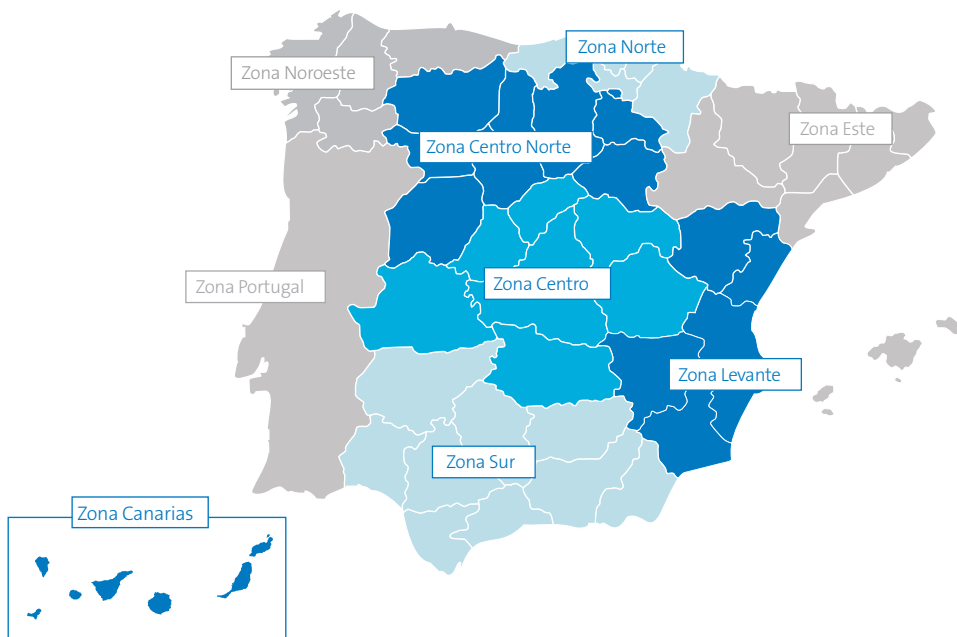 Zona Norte
Zona Noroeste
Zona Este
Zona Centro Norte
Zona Centro
Zona Portugal
Zona Levante
Zona Sur
Zona Canarias